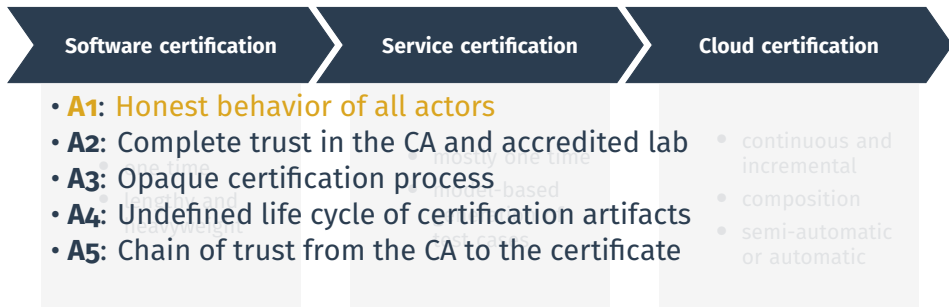 Software certification
Service certification
Cloud certification
• A1: Honest behavior of all actors
• A2: Complete trust in the CA and accredited lab
• A3: Opaque certification process
• A4: Undefined life cycle of certification artifacts
• A5: Chain of trust from the CA to the certificate
• one time
• lengthy and
heavyweight
• mostly one time
• model-based
test cases
• continuous and
incremental
• composition
• semi-automatic
or automatic